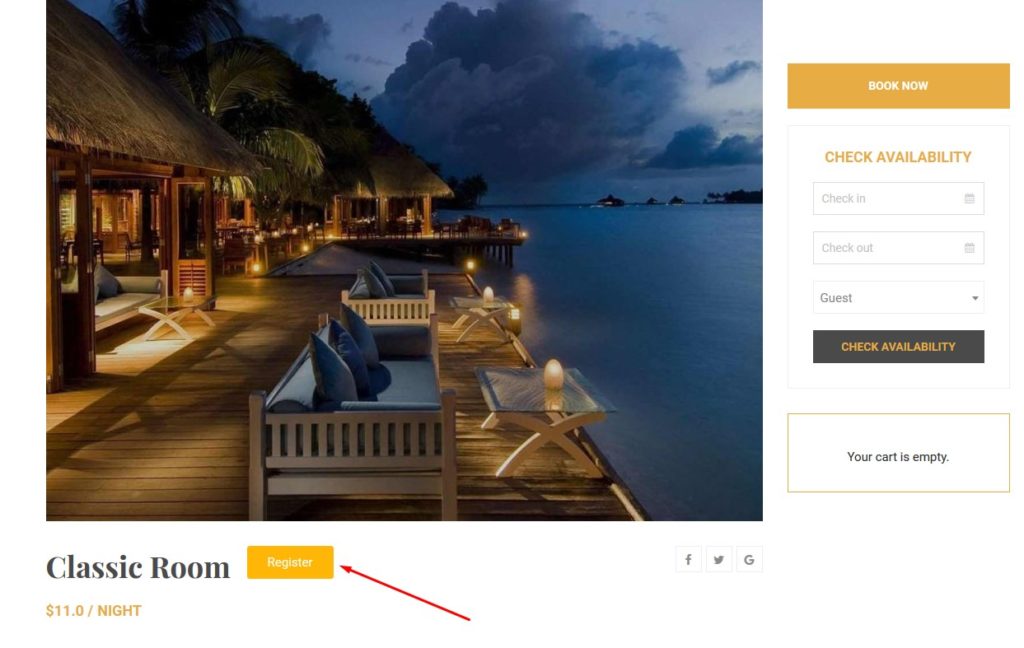 BOOK NOW
CHECK AVAILABILITY
Check in
Check out
Guest
CHECK AVAILABILITY
Your cart is empty.
Classic Room
Register
$11.0 / NIGHT